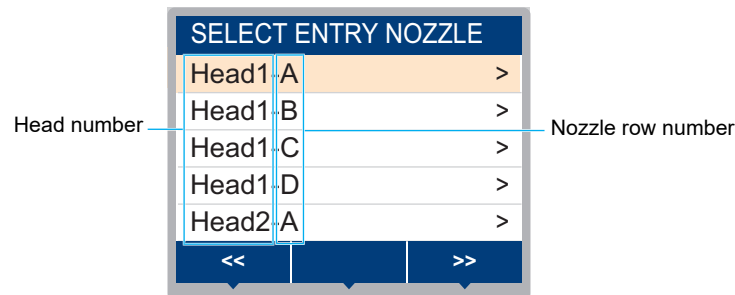 SELECT ENTRY NOZZLE
Head1-A >
Head1-B >
Head number
Nozzle row number
Head1-C >
Head1-D >
Head2-A >
<< >>